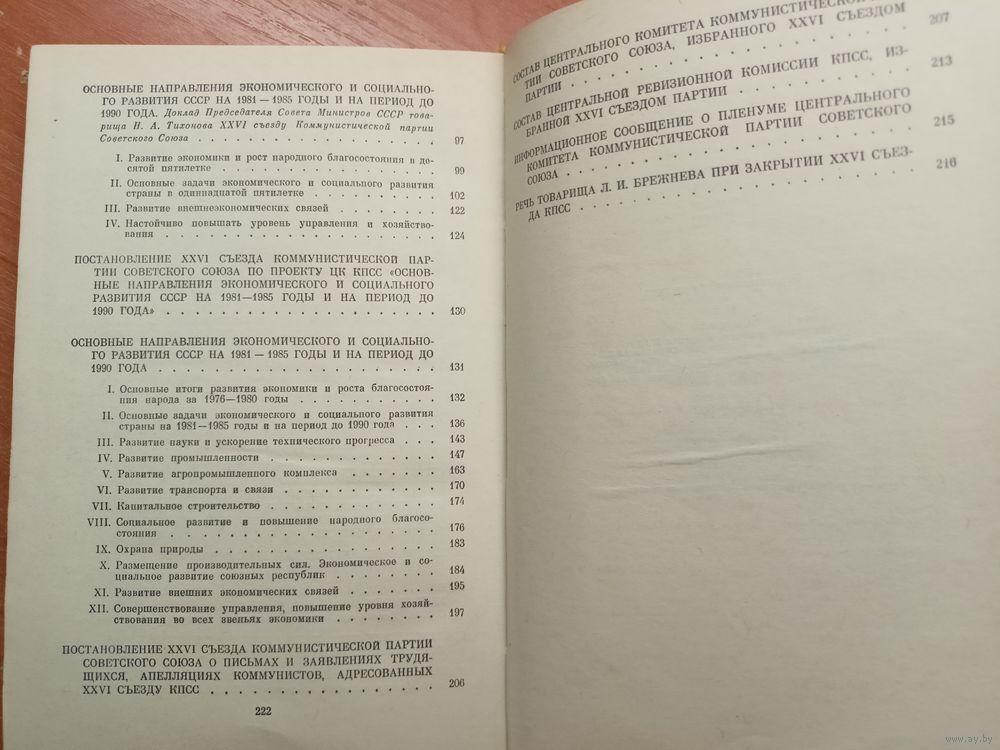 ОСНОВНЫЕ НАПРАВЛЕНИЯ ЭКОНОМИЧЕСКОГО И СОЦИАЛЬНО-
ГО РАЗВИТИЯ СССР НА 1981—1985 ГОДЫ И НА ПЕРИОД ДО
1990 ГОДА. Доклад Председателя Совета Министров СССР това-
рища Н. А. Тихонова XXVI съезду Коммунистической партии
Советского Союза . . . . . . . . . . . . . . . . 97
I. Развитие экономики и рост народного благосостояния в де-
сятой пятилетке . . . . . . . . . . . . . . . . 99
II. Основные задачи экономического и социального развития
страны в одиннадцатой пятилетке . . . . . . . . . 102
III. Развитие внешнеэкономических связей . . . . . . . 122
IV. Настойчиво повышать уровень управления и хозяйство-
вания . . . . . . . . . . . . . . . . . . . 124
ПОСТАНОВЛЕНИЕ XXVI СЪЕЗДА КОММУНИСТИЧЕСКОЙ ПАР-
ТИИ СОВЕТСКОГО СОЮЗА ПО ПРОЕКТУ ЦК КПСС «ОСНОВ-
НЫЕ НАПРАВЛЕНИЯ ЭКОНОМИЧЕСКОГО И СОЦИАЛЬНОГО
РАЗВИТИЯ СССР НА 1981—1985 ГОДЫ И НА ПЕРИОД ДО
1990 ГОДА» . . . . . . . . . . . . . . . . . . 130
ОСНОВНЫЕ НАПРАВЛЕНИЯ ЭКОНОМИЧЕСКОГО И СОЦИАЛЬНО-
ГО РАЗВИТИЯ СССР НА 1981—1985 ГОДЫ И НА ПЕРИОД ДО
1990 ГОДА . . . . . . . . . . . . . . . . . . . 131
I. Основные итоги развития экономики и роста благосостоя-
ния народа за 1976—1980 годы . . . . . . . . . . . 132
II. Основные задачи экономического и социального развития
страны на 1981—1985 годы и на период до 1990 года . . . 136
III. Развитие науки и ускорение технического прогресса . . . 143
IV. Развитие промышленности . . . . . . . . . . . . 147
V. Развитие агропромышленного комплекса . . . . . . . 163
VI. Развитие транспорта и связи . . . . . . . . . . . 170
VII. Капитальное строительство . . . . . . . . . . . . 174
VIII. Социальное развитие и повышение народного благосо-
стояния . . . . . . . . . . . . . . . . . . . 176
IX. Охрана природы . . . . . . . . . . . . . . . . 183
X. Размещение производительных сил. Экономическое и со-
циальное развитие союзных республик . . . . . . . . 184
XI. Развитие внешних экономических связей . . . . . . . 195
XII. Совершенствование управления, повышение уровня хозяй-
ствования во всех звеньях экономики . . . . . . . . 197
ПОСТАНОВЛЕНИЕ XXVI СЪЕЗДА КОММУНИСТИЧЕСКОЙ ПАРТИИ
СОВЕТСКОГО СОЮЗА О ПИСЬМАХ И ЗАЯВЛЕНИЯХ ТРУДЯ-
ЩИХСЯ, АПЕЛЛЯЦИЯХ КОММУНИСТОВ, АДРЕСОВАННЫХ
XXVI СЪЕЗДУ КПСС . . . . . . . . . . . . . . . 206
222
СОСТАВ ЦЕНТРАЛЬНОГО КОМИТЕТА КОММУНИСТИЧЕСКОЙ
ТИИ СОВЕТСКОГО СОЮЗА, ИЗБРАННОГО XXVI СЪЕЗДОМ
ПАРТИИ . . . . . . . . . . . . . . . . . . . 207
СОСТАВ ЦЕНТРАЛЬНОЙ РЕВИЗИОННОЙ КОМИССИИ КПСС, ИЗ-
БРАННОЙ XXVI СЪЕЗДОМ ПАРТИИ . . . . . . . . . . 213
ИНФОРМАЦИОННОЕ СООБЩЕНИЕ О ПЛЕНУМЕ ЦЕНТРАЛЬНОГО
КОМИТЕТА КОММУНИСТИЧЕСКОЙ ПАРТИИ СОВЕТСКОГО
СОЮЗА . . . . . . . . . . . . . . . . . . . . 215
РЕЧЬ ТОВАРИЩА Л. И. БРЕЖНЕВА ПРИ ЗАКРЫТИИ XXVI СЪЕЗ-
ДА КПСС . . . . . . . . . . . . . . . . . . . 216
www.ay.by